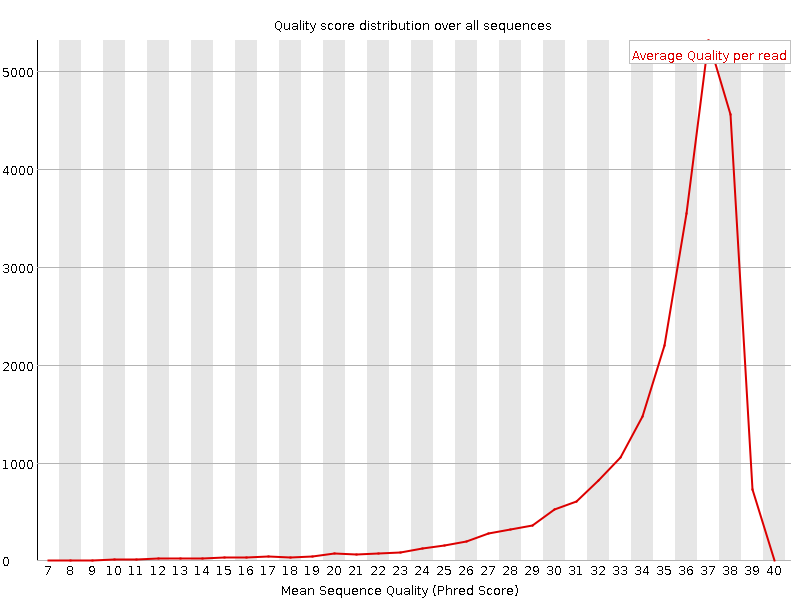 Quality score distribution over all sequences
Average Quality per read
5000
4000
3000
2000
1000
0
7 8 9 10 11 12 13 14 15 16 17 18 19 20 21 22 23 24 25 26 27 28 29 30 31 32 33 34 35 36 37 38 39 40
Mean Sequence Quality (Phred Score)